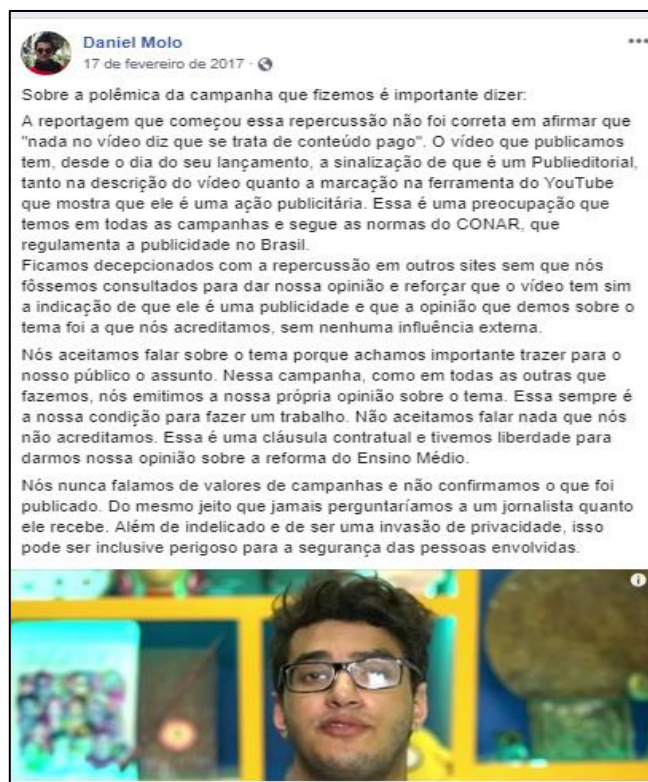 Daniel Molo
17 de fevereiro de 2017 ·
Sobre a polêmica da campanha que fizemos é importante dizer:
A reportagem que começou essa repercussão não foi correta em afirmar que
"nada no vídeo diz que se trata de conteúdo pago". O vídeo que publicamos
tem, desde o dia do seu lançamento, a sinalização de que é um Publieditorial,
tanto na descrição do vídeo quanto a marcação na ferramenta do YouTube
que mostra que ele é uma ação publicitária. Essa é uma preocupação que
temos em todas as campanhas e segue as normas do CONAR, que
regulamenta a publicidade no Brasil.
Ficamos decepcionados com a repercussão em outros sites sem que nós
fôssemos consultados para dar nossa opinião e reforçar que o vídeo tem sim
a indicação de que ele é uma publicidade e que a opinião que demos sobre o
tema foi a que nós acreditamos, sem nenhuma influência externa.
Nós aceitamos falar sobre o tema porque achamos importante trazer para o
nosso público o assunto. Nessa campanha, como em todas as outras que
fazemos, nós emitimos a nossa própria opinião sobre o tema. Essa sempre é
a nossa condição para fazer um trabalho. Não aceitamos falar nada que nós
não acreditamos. Essa é uma cláusula contratual e tivemos liberdade para
darmos nossa opinião sobre a reforma do Ensino Médio.
Nós nunca falamos de valores de campanhas e não confirmamos o que foi
publicado. Do mesmo jeito que jamais perguntaríamos a um jornalista quanto
ele recebe. Além de indelicado e de ser uma invasão de privacidade, isso
pode ser inclusive perigoso para a segurança das pessoas envolvidas.